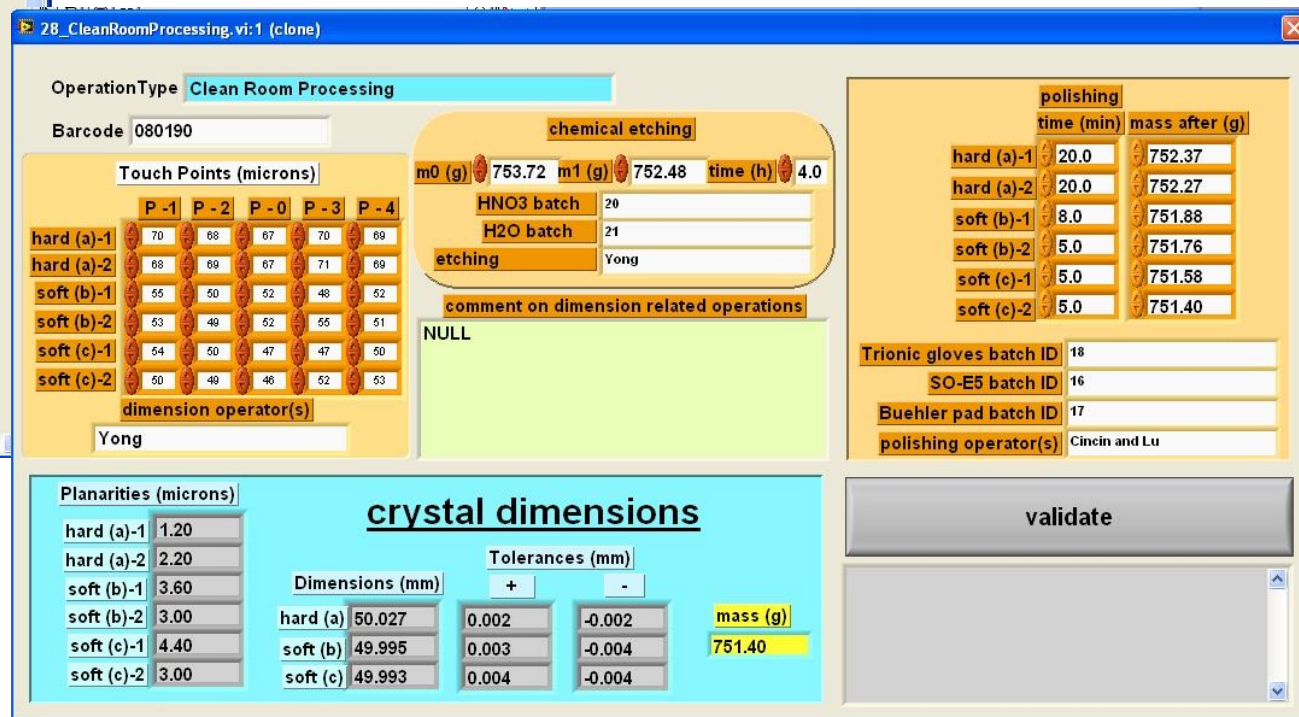 28_CleanRoomProcessing.vi:1 (clone)
OperationType Clean Room Processing
Barcode 080190
Touch Points (microns)
P -1 P - 2 P - 0 P - 3 P - 4
hard (a)-1 70 68 67 70 69
hard (a)-2 68 69 67 71 69
soft (b)-1 55 50 52 48 52
soft (b)-2 53 49 52 55 51
soft (c)-1 54 50 47 47 50
soft (c)-2 50 49 46 52 53
dimension operator(s)
Yong
chemical etching
m0 (g) 753.72 m1 (g) 752.48 time (h) 4.0
HNO3 batch 20
H2O batch 21
etching Yong
comment on dimension related operations
NULL
polishing
time (min) mass after (g)
hard (a)-1 20.0 752.37
hard (a)-2 20.0 752.27
soft (b)-1 8.0 751.88
soft (b)-2 5.0 751.76
soft (c)-1 5.0 751.58
soft (c)-2 5.0 751.40
Trionic gloves batch ID 18
SO-E5 batch ID 16
Buehler pad batch ID 17
polishing operator(s) Cincin and Lu
Planarities (microns)
hard (a)-1 1.20
hard (a)-2 2.20
soft (b)-1 3.60
soft (b)-2 3.00
soft (c)-1 4.40
soft (c)-2 3.00
crystal dimensions
Tolerances (mm)
Dimensions (mm) + -
hard (a) 50.027 0.002 -0.002
soft (b) 49.995 0.003 -0.004
soft (c) 49.993 0.004 -0.004
mass (g)
751.40
validate